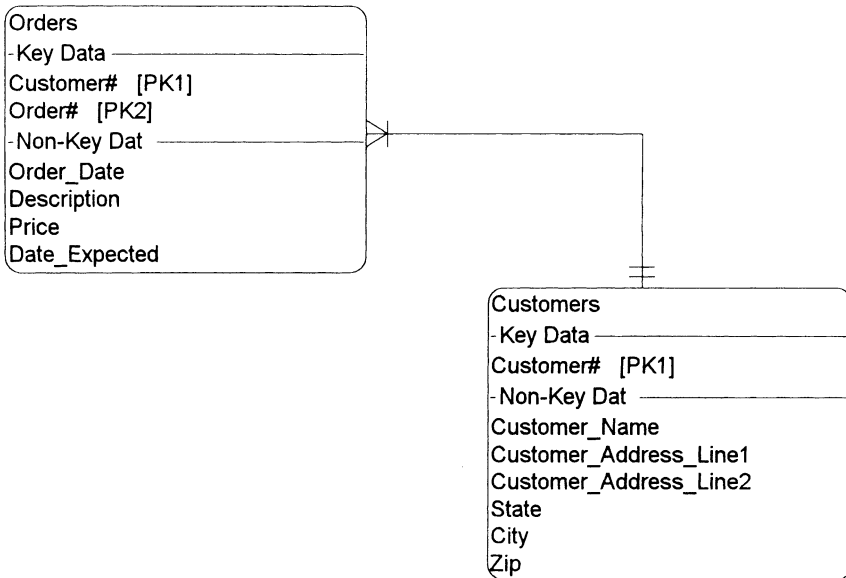 Orders
Key Data
Customer# [PK1]
Order# [PK2]
Non-Key Dat
Order_Date
Description
Price
Date_Expected
Customers
Key Data
Customer# [PK1]
Non-Key Dat
Customer_Name
Customer_Address_Line1
Customer_Address_Line2
State
City
Zip